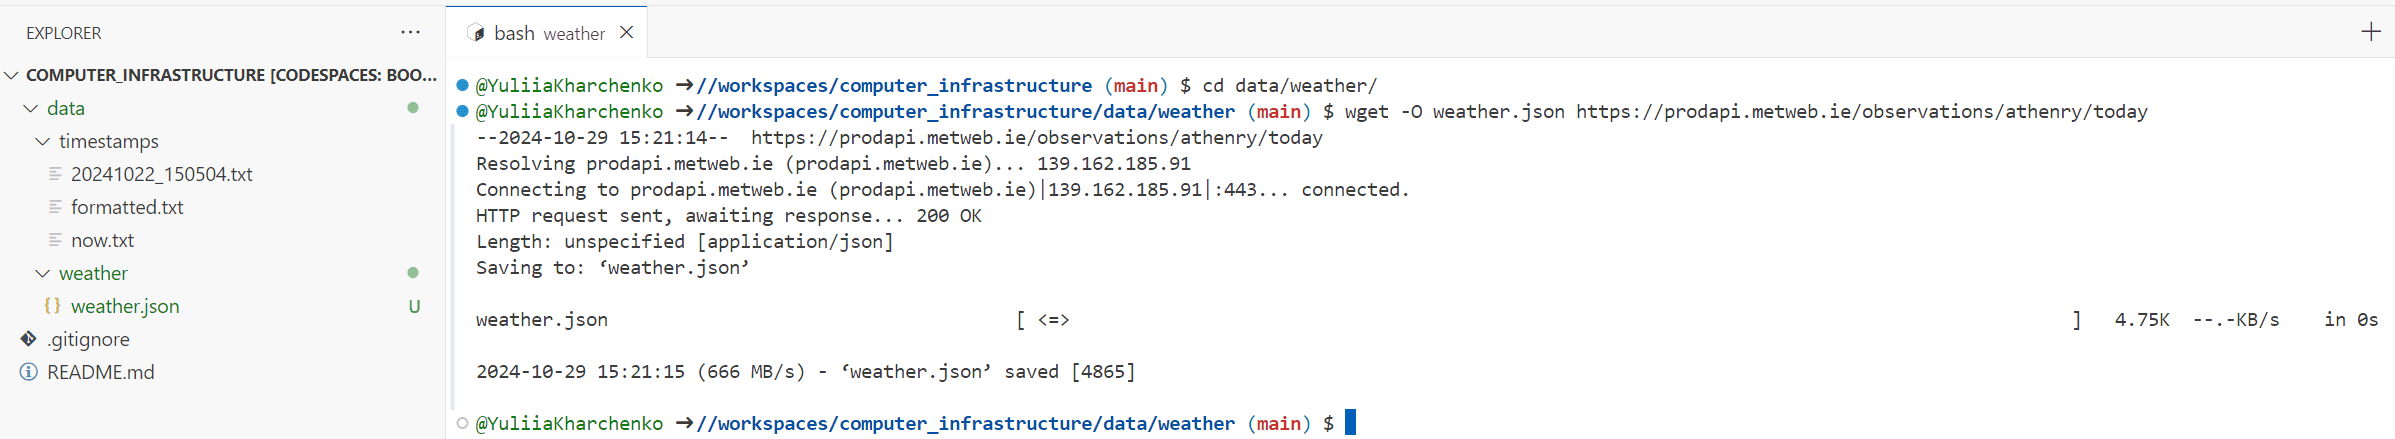 EXPLORER ···
COMPUTER_INFRASTRUCTURE [CODESPACES: BOO...
data
timestamps
20241022_150504.txt
formatted.txt
now.txt
weather
{} weather.json U
.gitignore
README.md
bash weather
@YuliiaKharchenko ➜//workspaces/computer_infrastructure (main) $ cd data/weather/
@YuliiaKharchenko ➜//workspaces/computer_infrastructure/data/weather (main) $ wget -O weather.json https://prodapi.metweb.ie/observations/athenry/today
--2024-10-29 15:21:14--  https://prodapi.metweb.ie/observations/athenry/today
Resolving prodapi.metweb.ie (prodapi.metweb.ie)... 139.162.185.91
Connecting to prodapi.metweb.ie (prodapi.metweb.ie)|139.162.185.91|:443... connected.
HTTP request sent, awaiting response... 200 OK
Length: unspecified [application/json]
Saving to: ‘weather.json’
weather.json [ <=> ] 4.75K --.-KB/s in 0s
2024-10-29 15:21:15 (666 MB/s) - ‘weather.json’ saved [4865]
@YuliiaKharchenko ➜//workspaces/computer_infrastructure/data/weather (main) $